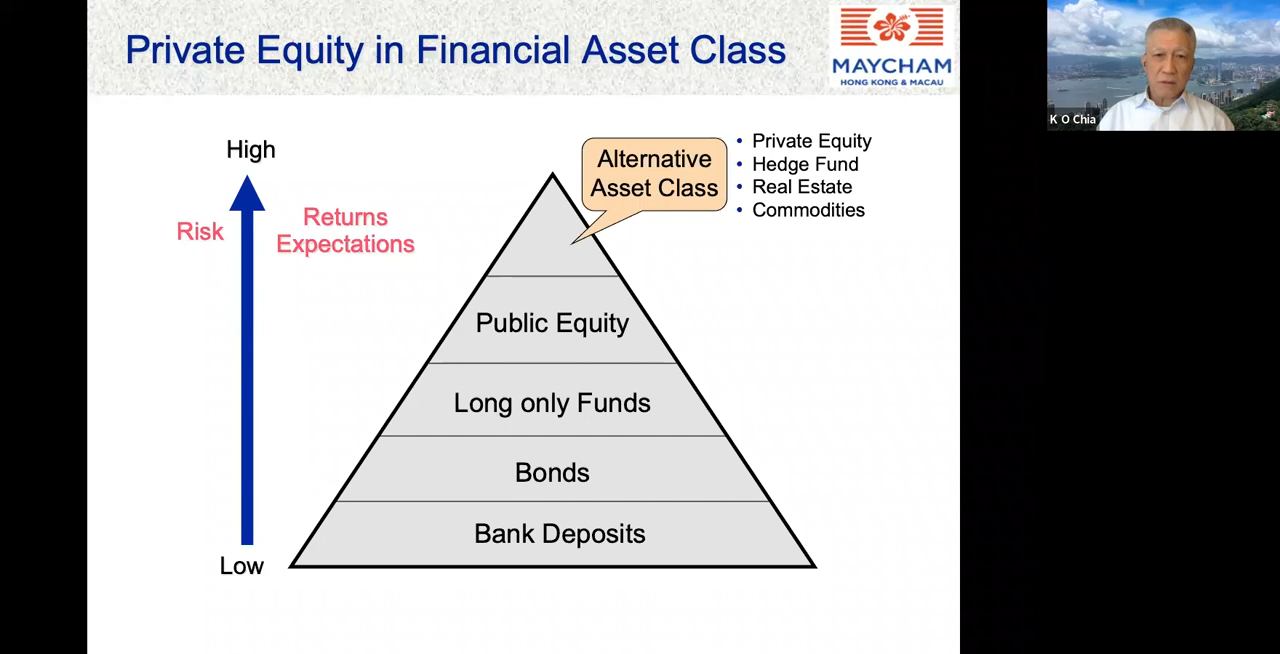 Private Equity in Financial Asset Class
MAYCHAM
HONG KONG & MACAU
K O Chia
High
Risk
Returns
Expectations
Low
Alternative
Asset Class
• Private Equity
• Hedge Fund
• Real Estate
• Commodities
Public Equity
Long only Funds
Bonds
Bank Deposits